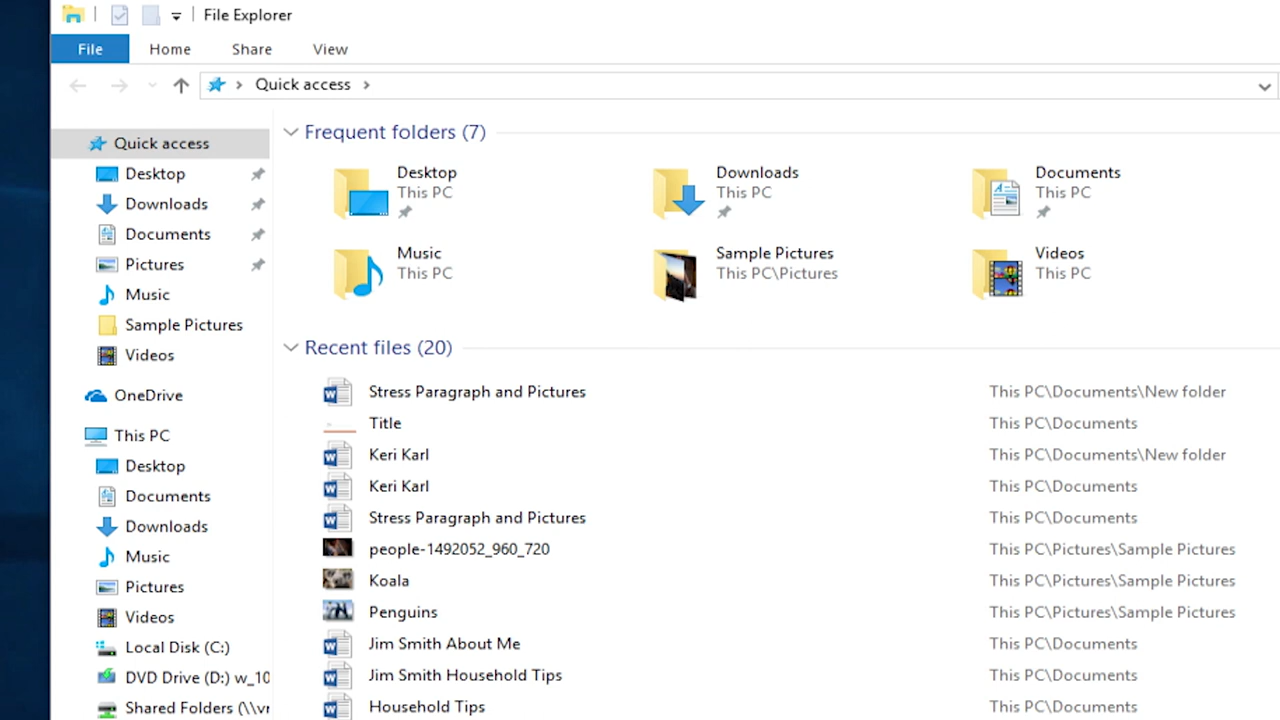 File Explorer
File Home Share View
Quick access
Quick access
Desktop
Downloads
Documents
Pictures
Music
Sample Pictures
Videos
OneDrive
This PC
Desktop
Documents
Downloads
Music
Pictures
Videos
Local Disk (C:)
DVD Drive (D:) w_10
Shared Folders (\\vr
Frequent folders (7)
Desktop
This PC
Downloads
This PC
Documents
This PC
Music
This PC
Sample Pictures
This PC\Pictures
Videos
This PC
Recent files (20)
Stress Paragraph and Pictures This PC\Documents\New folder
Title This PC\Documents
Keri Karl This PC\Documents\New folder
Keri Karl This PC\Documents
Stress Paragraph and Pictures This PC\Documents
people-1492052_960_720 This PC\Pictures\Sample Pictures
Koala This PC\Pictures\Sample Pictures
Penguins This PC\Pictures\Sample Pictures
Jim Smith About Me This PC\Documents
Jim Smith Household Tips This PC\Documents
Household Tips This PC\Documents